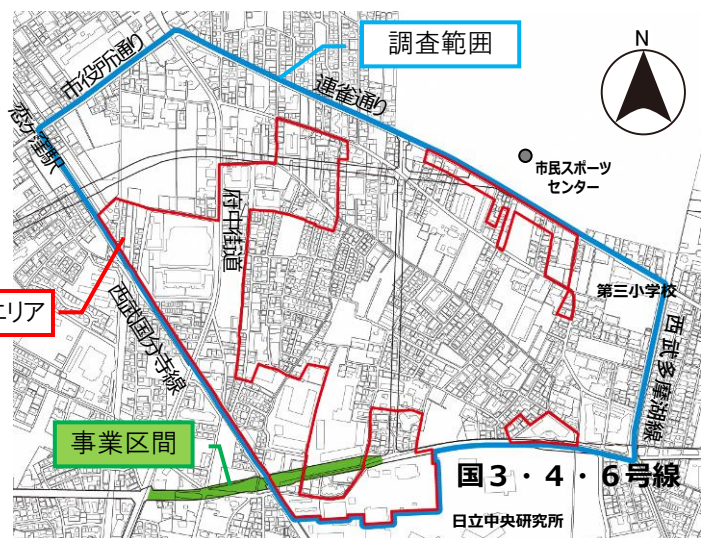 調査範囲
N
市役所通り
連雀通り
恋ヶ窪駅
市民スポーツ
センター
府中街道
第三小学校
エリア
西武国分寺線
西武多摩湖線
事業区間
国3・4・6号線
日立中央研究所